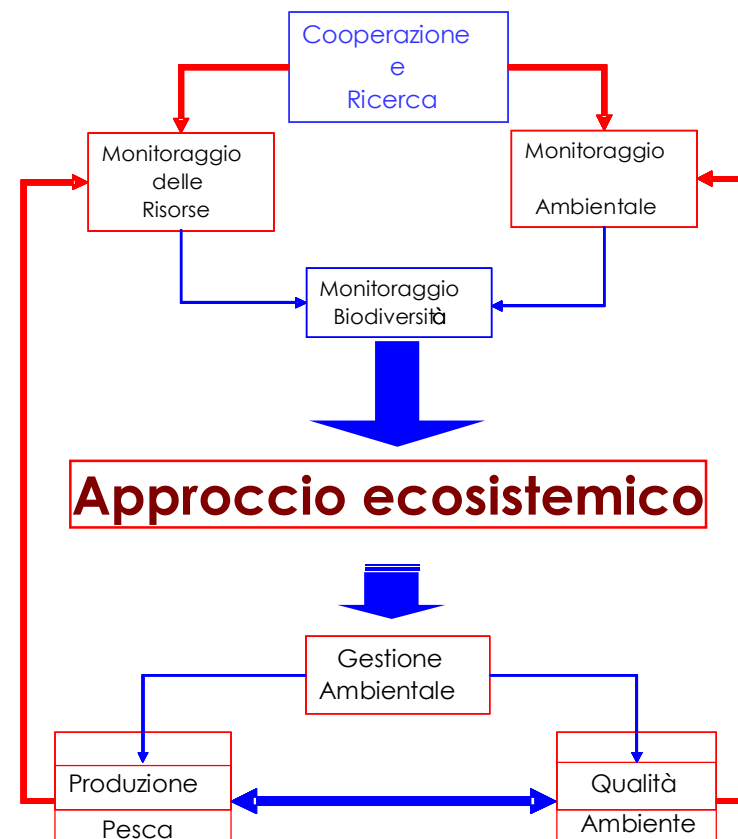 Cooperazione
e
Ricerca
Monitoraggio
delle
Risorse
Monitoraggio
Ambientale
Monitoraggio
Biodiversità
Approccio ecosistemico
Gestione
Ambientale
Produzione
Pesca
Qualità
Ambiente